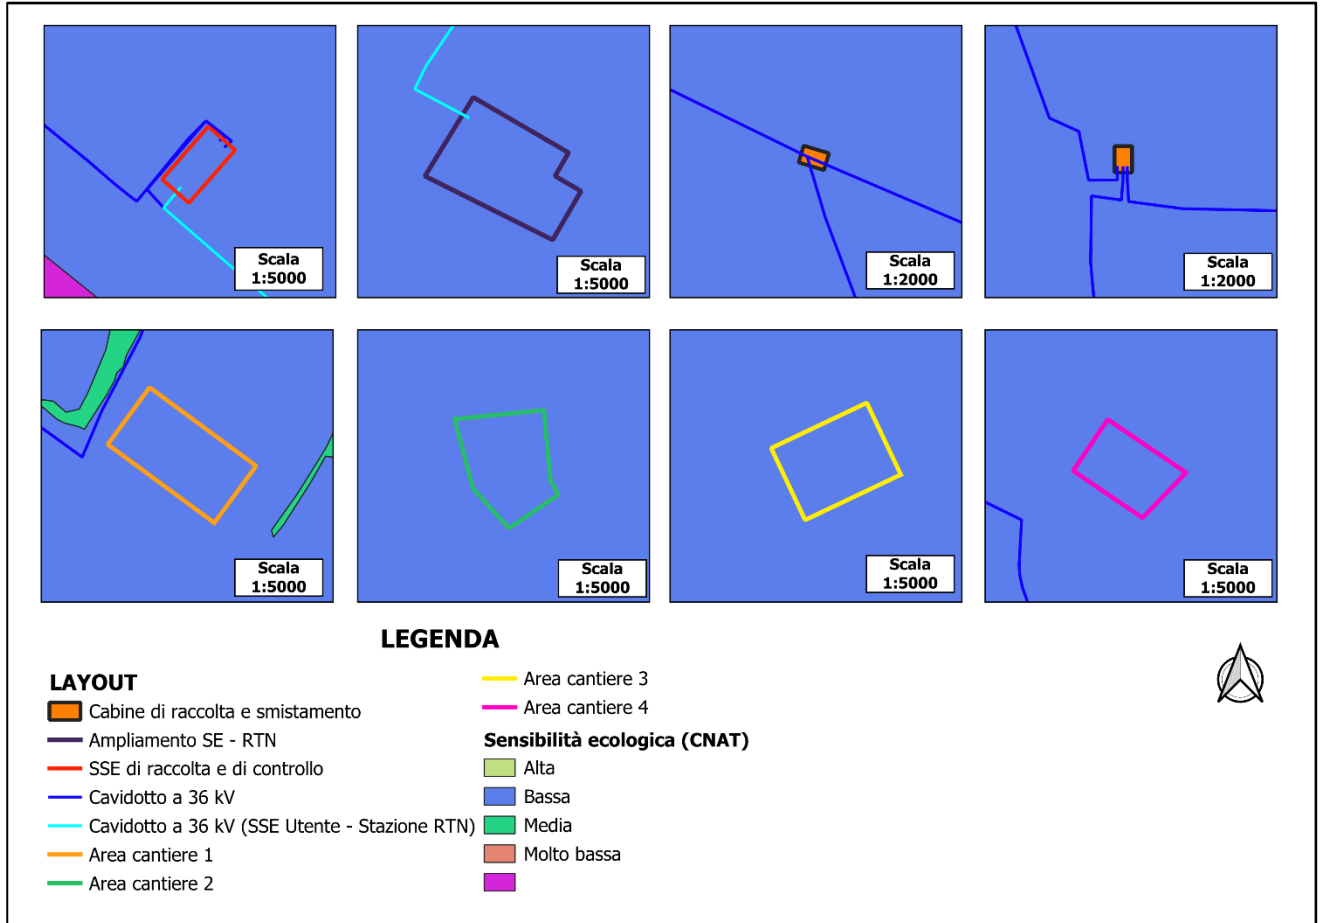 Scala
1:5000
Scala
1:5000
Scala
1:2000
Scala
1:2000
Scala
1:5000
Scala
1:5000
Scala
1:5000
Scala
1:5000
LEGENDA
LAYOUT
Cabine di raccolta e smistamento
Ampliamento SE - RTN
SSE di raccolta e di controllo
Cavidotto a 36 kV
Cavidotto a 36 kV (SSE Utente - Stazione RTN)
Area cantiere 1
Area cantiere 2
Area cantiere 3
Area cantiere 4
Sensibilità ecologica (CNAT)
Alta
Bassa
Media
Molto bassa